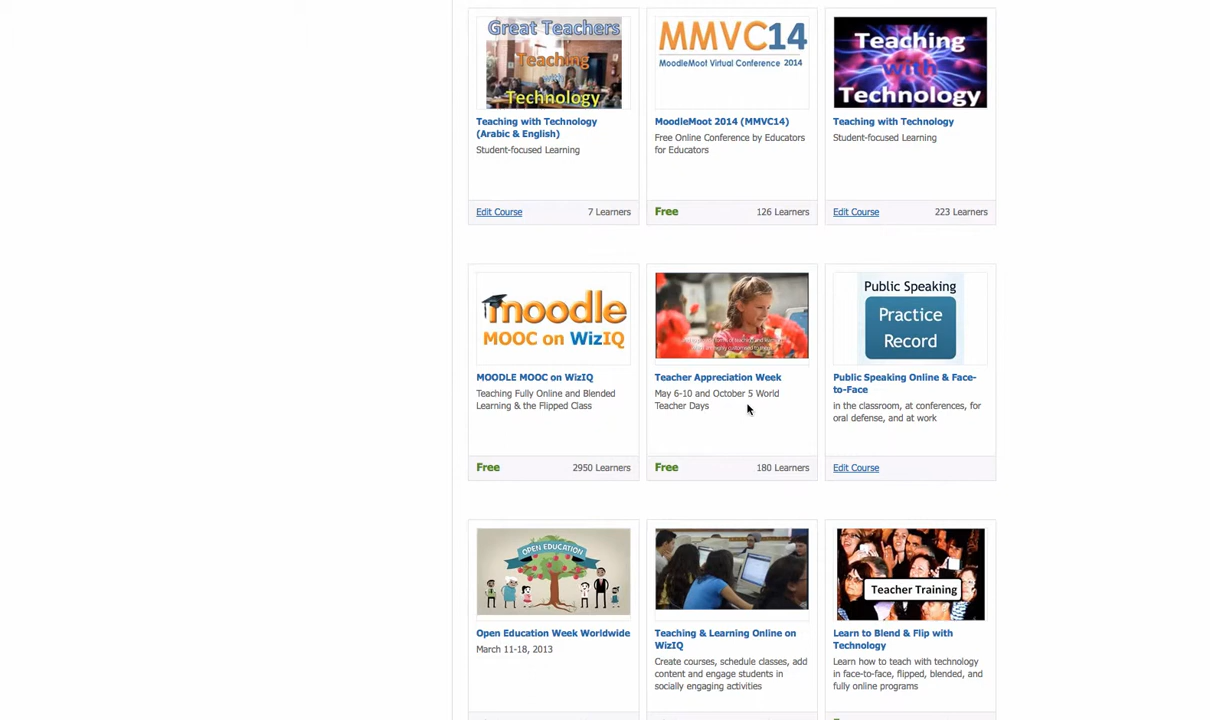 Great Teachers
Teaching
with
Technology
Teaching with Technology
(Arabic & English)
Student-focused Learning
Edit Course
7 Learners
MMVC14
MoodleMoot Virtual Conference 2014
MoodleMoot 2014 (MMVC14)
Free Online Conference by Educators
for Educators
Free
126 Learners
Teaching
with
Technology
Teaching with Technology
Student-focused Learning
Edit Course
223 Learners
moodle
MOOC on WizIQ
MOODLE MOOC on WizIQ
Teaching Fully Online and Blended
Learning & the Flipped Class
Free
2950 Learners
Teacher Appreciation Week
May 6-10 and October 5 World
Teacher Days
Free
180 Learners
Public Speaking
Practice
Record
Public Speaking Online & Face-
to-Face
in the classroom, at conferences, for
oral defense, and at work
Edit Course
OPEN EDUCATION
Open Education Week Worldwide
March 11-18, 2013
Teaching & Learning Online on
WizIQ
Create courses, schedule classes, add
content and engage students in
socially engaging activities
Teacher Training
Learn to Blend & Flip with
Technology
Learn how to teach with technology
in face-to-face, flipped, blended, and
fully online programs